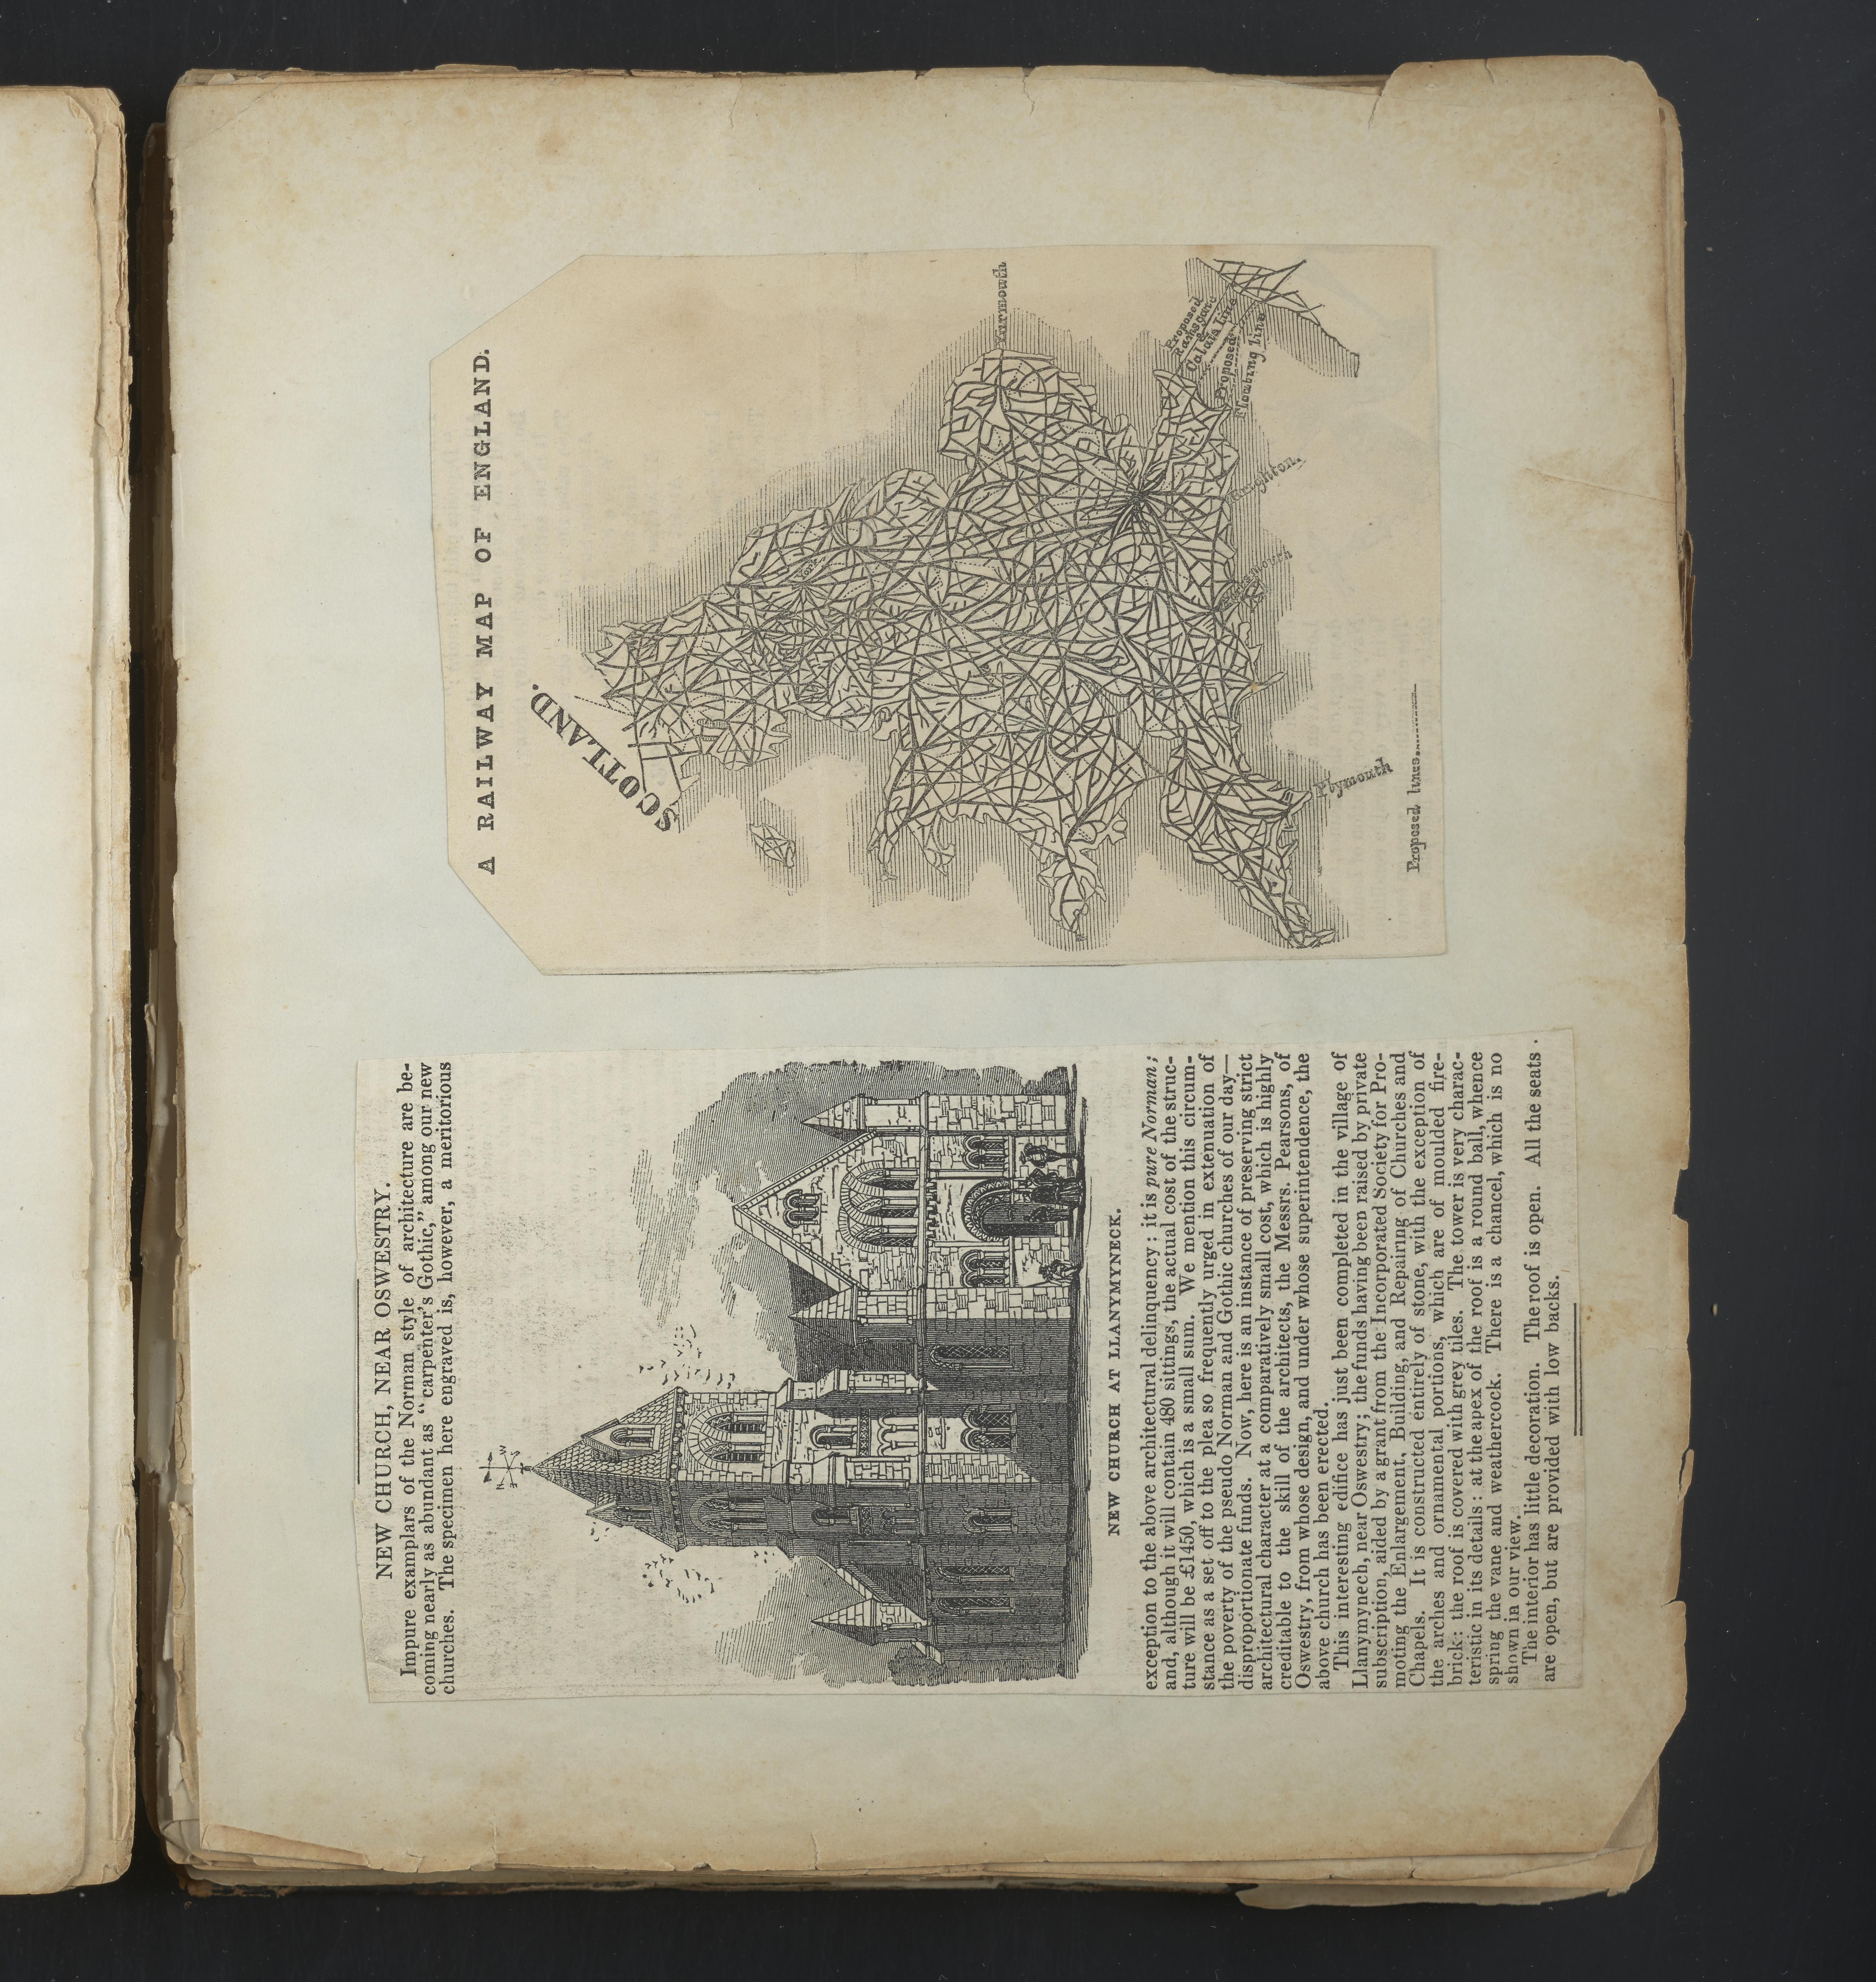 NEW CHURCH, NEAR OSWESTRY.
Impure examplars of the Norman style of architecture are be-
coming nearly as abundant as “carpenter's Gothic,” among our new
churches. The specimen here engraved is, however, a meritorious
N
W
E
S
NEW CHURCH AT LLANYMYNECK.
exception to the above architectural delinquency: it is pure Norman;
and, although it will contain 480 sittings, the actual cost of the struc-
ture will be £1450, which is a small sum. We mention this circum-
stance as a set off to the plea so frequently urged in extenuation of
the poverty of the pseudo Norman and Gothic churches of our day—
disproportionate funds. Now, here is an instance of preserving strict
architectural character at a comparatively small cost, which is highly
creditable to the skill of the architects, the Messrs. Pearsons, of
Oswestry, from whose design, and under whose superintendence, the
above church has been erected.
This interesting edifice has just been completed in the village of
Llanymynech, near Oswestry; the funds having been raised by private
subscription, aided by a grant from the Incorporated Society for Pro-
moting the Enlargement, Building, and Repairing of Churches and
Chapels. It is constructed entirely of stone, with the exception of
the arches and ornamental portions, which are of moulded fire-
brick: the roof is covered with grey tiles. The tower is very charac-
teristic in its details: at the apex of the roof is a round ball, whence
spring the vane and weathercock. There is a chancel, which is no
shown in our view.
The interior has little decoration. The roof is open. All the seats
are open, but are provided with low backs.
A RAILWAY MAP OF ENGLAND.
SCOTLAND.
York
Yarmouth
Proposed
Ramsgate
&
Calais line
Proposed
Floating line
Brighton.
Portsmouth
Plymouth
Proposed lines